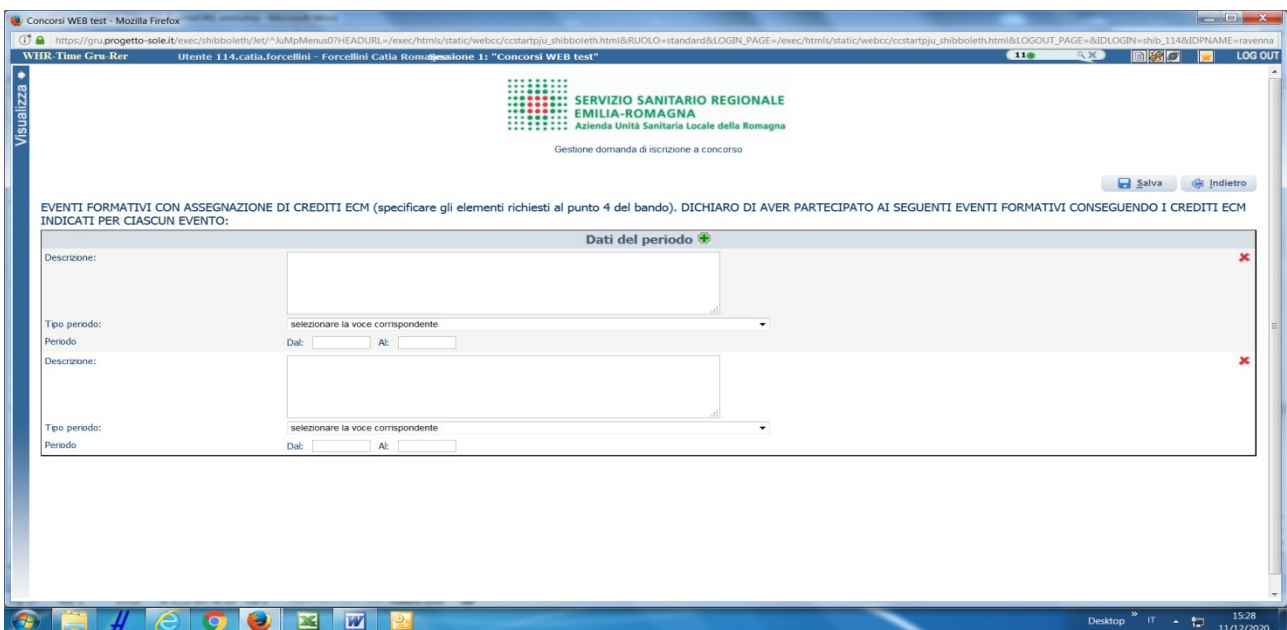 Concorsi WEB test - Mozilla Firefox
https://gru.progetto-sole.it/exec/shibboleth/Jet/^JuMpMenus0?HEADURL=/exec/htmls/static/webcc/ccstartpju_shibboleth.html&RUOLO=standard&LOGIN_PAGE=/exec/htmls/static/webcc/ccstartpju_shibboleth.html&LOGOUT_PAGE=&IDLOGIN=shib_114&IDPNAME=ravenna
WHR-Time Gru-Rer Utente 114.catia.forcellini - Forcellini Catia Romag Sessione 1: "Concorsi WEB test" 11 LOG OUT
Visualizza
SERVIZIO SANITARIO REGIONALE
EMILIA-ROMAGNA
Azienda Unità Sanitaria Locale della Romagna
Gestione domanda di iscrizione a concorso
Salva Indietro
EVENTI FORMATIVI CON ASSEGNAZIONE DI CREDITI ECM (specificare gli elementi richiesti al punto 4 del bando). DICHIARO DI AVER PARTECIPATO AI SEGUENTI EVENTI FORMATIVI CONSEGUENDO I CREDITI ECM
INDICATI PER CIASCUN EVENTO:
Dati del periodo
Descrizione:
Tipo periodo: selezionare la voce corrispondente
Periodo Dal: Al:
Descrizione:
Tipo periodo: selezionare la voce corrispondente
Periodo Dal: Al:
Desktop IT 15:28
11/12/2020